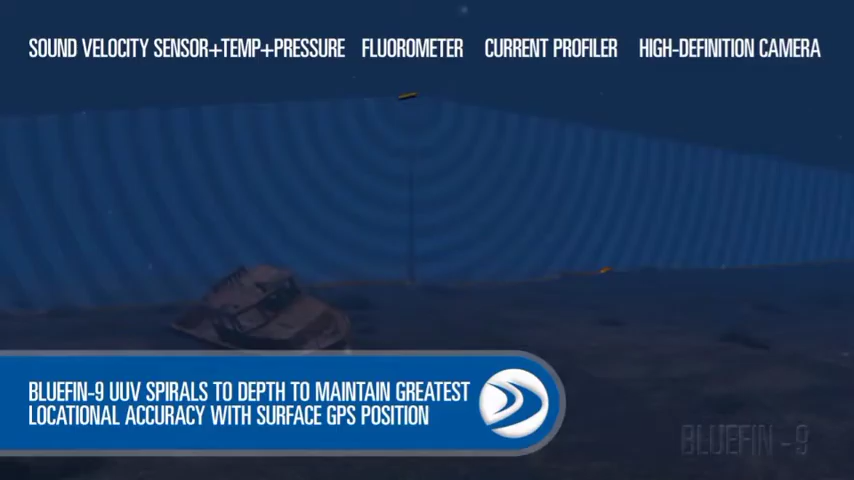 SOUND VELOCITY SENSOR+TEMP+PRESSURE FLUOROMETER CURRENT PROFILER HIGH-DEFINITION CAMERA
BLUEFIN-9 UUV SPIRALS TO DEPTH TO MAINTAIN GREATEST
LOCATIONAL ACCURACY WITH SURFACE GPS POSITION
BLUEFIN -9